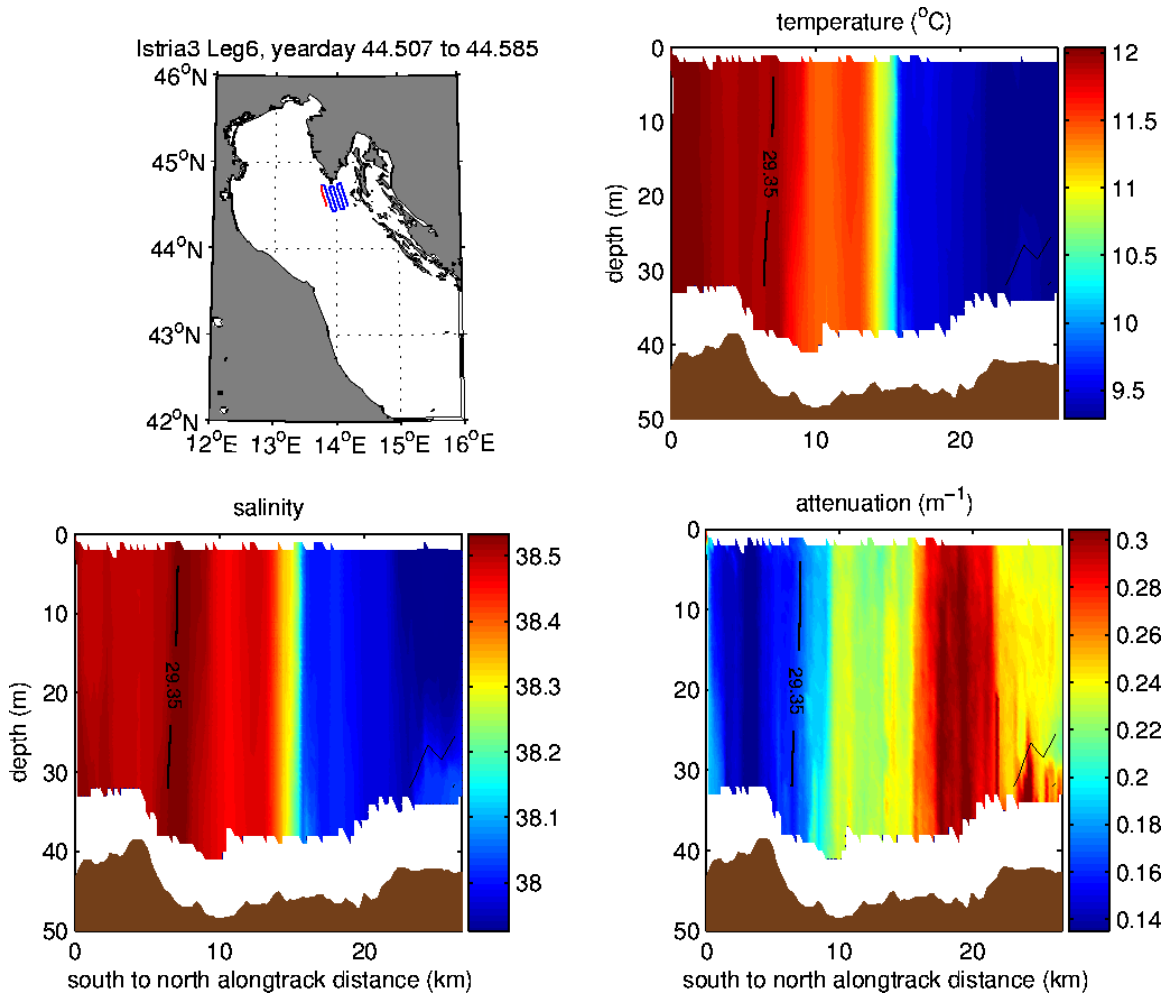 Istria3 Leg6, yearday 44.507 to 44.585
46°N
45°N
44°N
43°N
42°N
12°E 13°E 14°E 15°E 16°E
temperature (°C)
depth (m)
0
10
20
30
40
50
0 10 20
29.35
12
11.5
11
10.5
10
9.5
salinity
depth (m)
0
10
20
30
40
50
0 10 20
south to north alongtrack distance (km)
29.35
38.5
38.4
38.3
38.2
38.1
38
attenuation (m⁻¹)
0
10
20
30
40
50
0 10 20
south to north alongtrack distance (km)
29.35
0.3
0.28
0.26
0.24
0.22
0.2
0.18
0.16
0.14